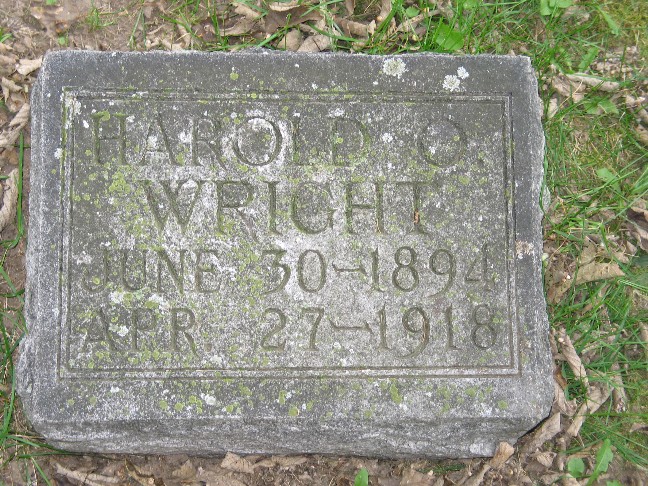 HAROLD O.
WRIGHT
JUNE 30–1894
APR 27–1918